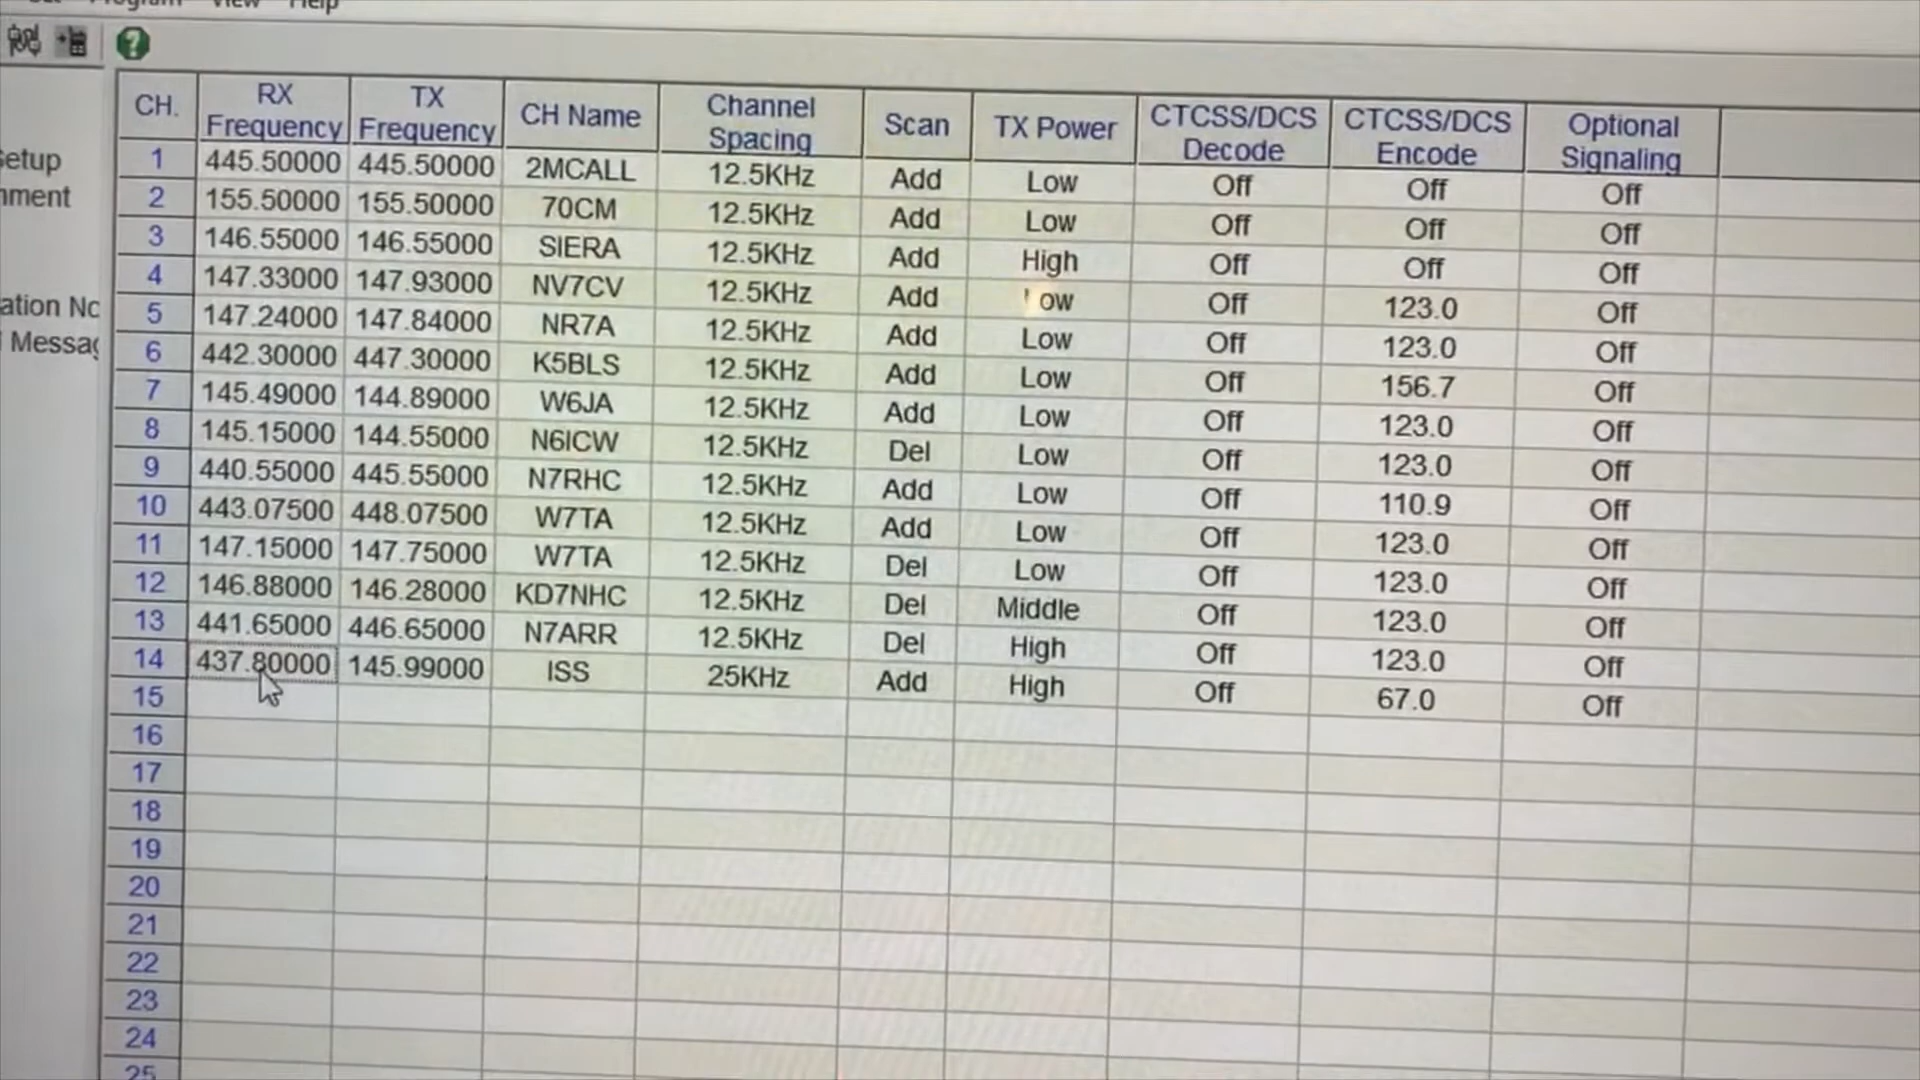 Program View Help
CH. RX Frequency TX Frequency CH Name Channel Spacing Scan TX Power CTCSS/DCS Decode CTCSS/DCS Encode Optional Signaling
1 445.50000 445.50000 2MCALL 12.5KHz Add Low Off Off Off
2 155.50000 155.50000 70CM 12.5KHz Add Low Off Off Off
3 146.55000 146.55000 SIERA 12.5KHz Add High Off Off Off
4 147.33000 147.93000 NV7CV 12.5KHz Add Low Off 123.0 Off
5 147.24000 147.84000 NR7A 12.5KHz Add Low Off 123.0 Off
6 442.30000 447.30000 K5BLS 12.5KHz Add Low Off 156.7 Off
7 145.49000 144.89000 W6JA 12.5KHz Add Low Off 123.0 Off
8 145.15000 144.55000 N6ICW 12.5KHz Del Low Off 123.0 Off
9 440.55000 445.55000 N7RHC 12.5KHz Add Low Off 110.9 Off
10 443.07500 448.07500 W7TA 12.5KHz Add Low Off 123.0 Off
11 147.15000 147.75000 W7TA 12.5KHz Del Low Off 123.0 Off
12 146.88000 146.28000 KD7NHC 12.5KHz Del Middle Off 123.0 Off
13 441.65000 446.65000 N7ARR 12.5KHz Del High Off 123.0 Off
14 437.80000 145.99000 ISS 25KHz Add High Off 67.0 Off
15
16
17
18
19
20
21
22
23
24
25
etup
nment
ation No
Messag